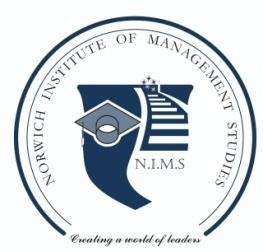 NORWICH INSTITUTE OF MANAGEMENT STUDIES
N.I.M.S
Creating a world of leaders